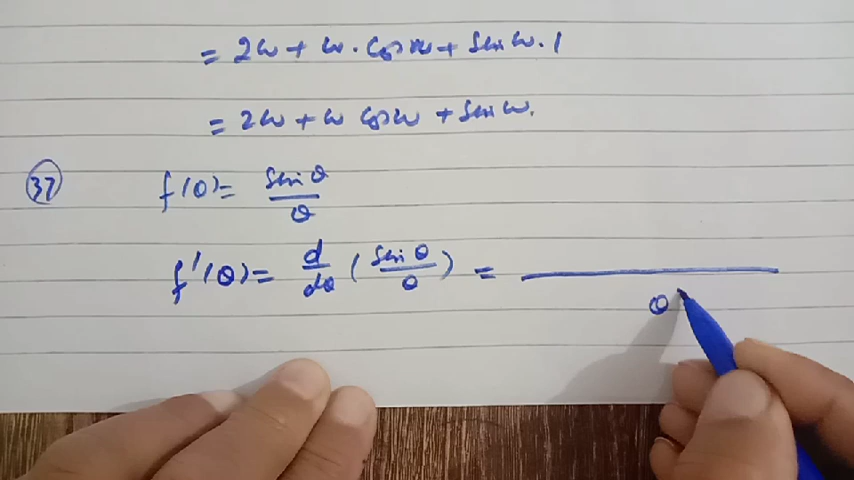 = 2w + w . cos w + sin w . 1
= 2w + w cos w + sin w.
37 f(θ) = sin θ / θ
f'(θ) = d/dθ (sin θ / θ) = / θ